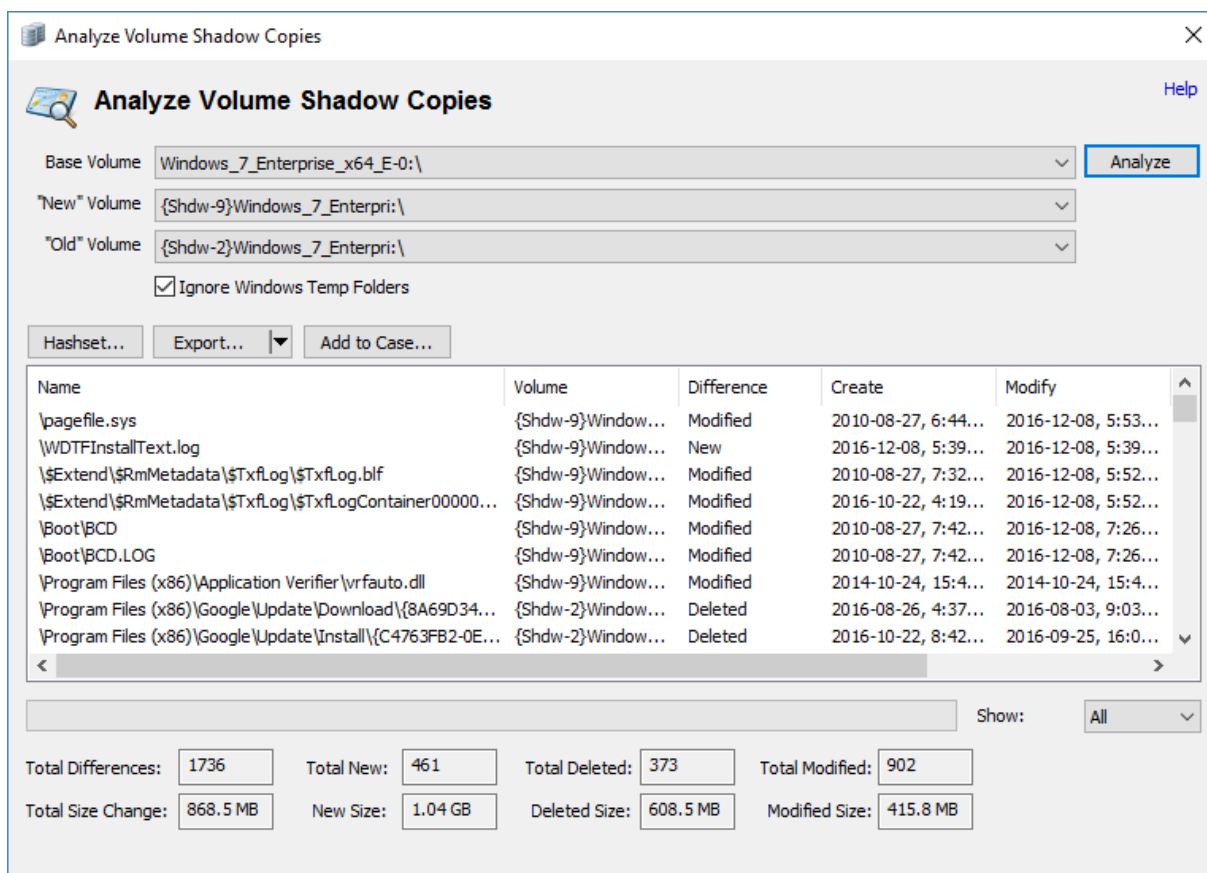 Analyze Volume Shadow Copies
Help
Analyze Volume Shadow Copies
Base Volume Windows_7_Enterprise_x64_E-0:\ Analyze
"New" Volume {Shdw-9}Windows_7_Enterpri:\
"Old" Volume {Shdw-2}Windows_7_Enterpri:\
Ignore Windows Temp Folders
Hashset... Export... Add to Case...
Name Volume Difference Create Modify
\pagefile.sys {Shdw-9}Window... Modified 2010-08-27, 6:44... 2016-12-08, 5:53...
\WDTFInstallText.log {Shdw-9}Window... New 2016-12-08, 5:39... 2016-12-08, 5:39...
\$Extend\$RmMetadata\$TxfLog\$TxfLog.blf {Shdw-9}Window... Modified 2010-08-27, 7:32... 2016-12-08, 5:52...
\$Extend\$RmMetadata\$TxfLog\$TxfLogContainer00000... {Shdw-9}Window... Modified 2016-10-22, 4:19... 2016-12-08, 5:52...
\Boot\BCD {Shdw-9}Window... Modified 2010-08-27, 7:42... 2016-12-08, 7:26...
\Boot\BCD.LOG {Shdw-9}Window... Modified 2010-08-27, 7:42... 2016-12-08, 7:26...
\Program Files (x86)\Application Verifier\vrfauto.dll {Shdw-9}Window... Modified 2014-10-24, 15:4... 2014-10-24, 15:4...
\Program Files (x86)\Google\Update\Download\{8A69D34... {Shdw-2}Window... Deleted 2016-08-26, 4:37... 2016-08-03, 9:03...
\Program Files (x86)\Google\Update\Install\{C4763FB2-0E... {Shdw-2}Window... Deleted 2016-10-22, 8:42... 2016-09-25, 16:0...
Show: All
Total Differences: 1736 Total New: 461 Total Deleted: 373 Total Modified: 902
Total Size Change: 868.5 MB New Size: 1.04 GB Deleted Size: 608.5 MB Modified Size: 415.8 MB